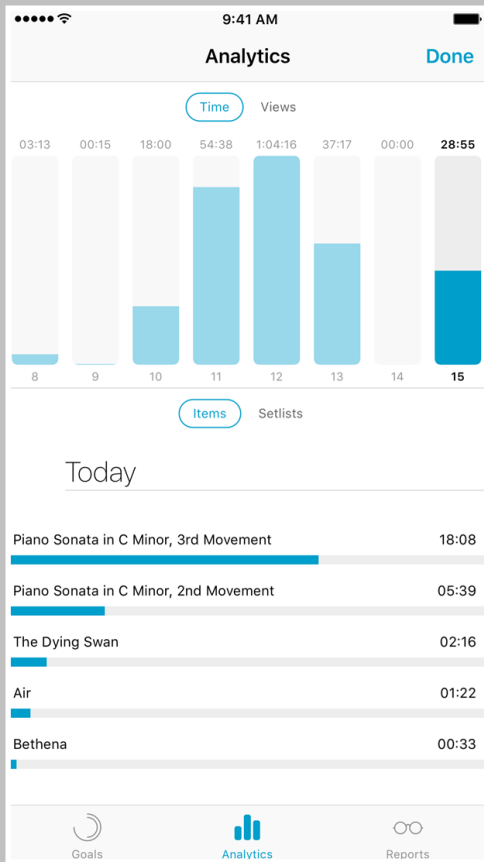 9:41 AM
Analytics Done
Time Views
03:13 00:15 18:00 54:38 1:04:16 37:17 00:00 28:55
8 9 10 11 12 13 14 15
Items Setlists
Today
Piano Sonata in C Minor, 3rd Movement 18:08
Piano Sonata in C Minor, 2nd Movement 05:39
The Dying Swan 02:16
Air 01:22
Bethena 00:33
Goals Analytics Reports